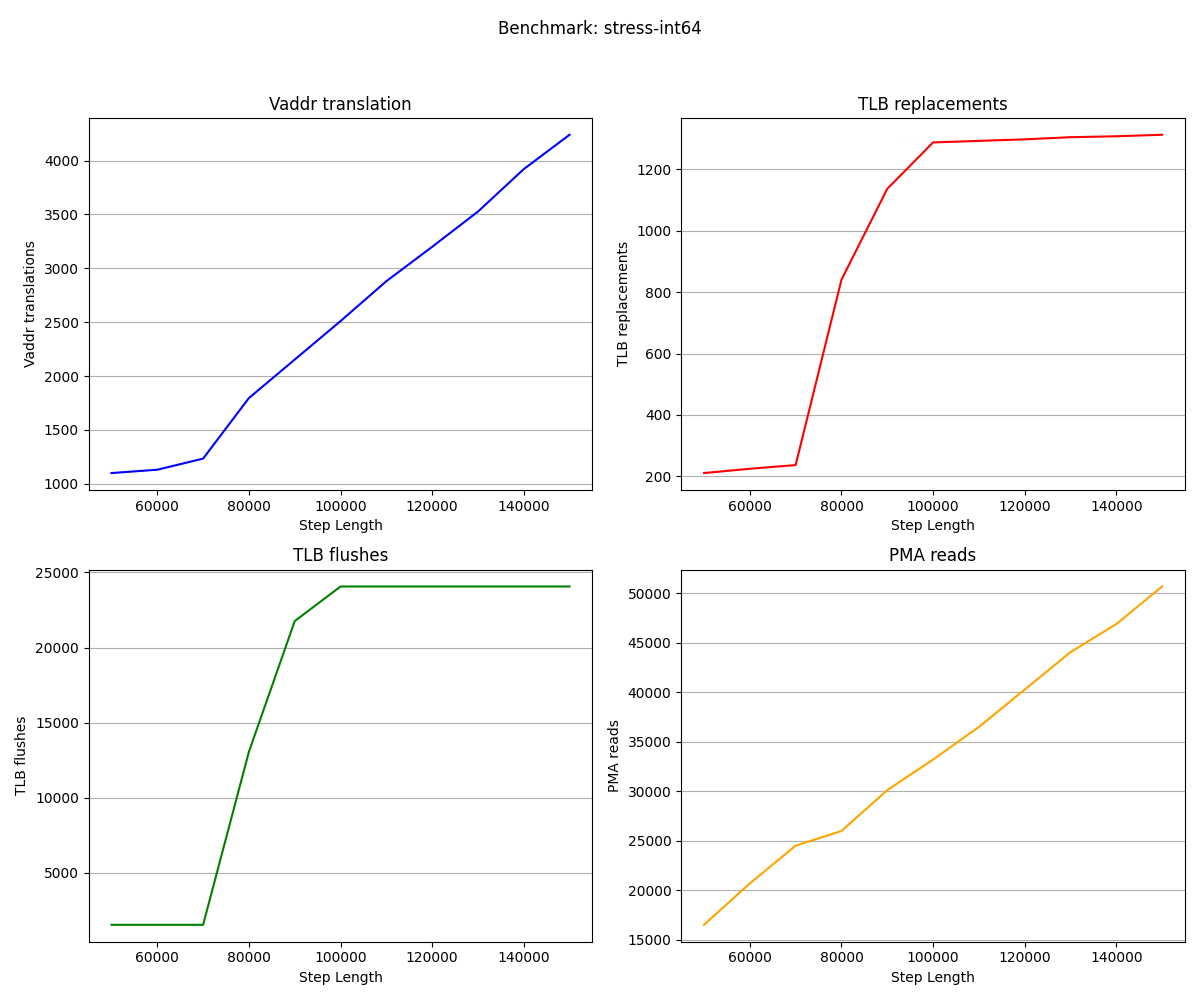 Benchmark: stress-int64
Vaddr translation
Vaddr translations
4000
3500
3000
2500
2000
1500
1000
60000 80000 100000 120000 140000
Step Length
TLB replacements
TLB replacements
1200
1000
800
600
400
200
60000 80000 100000 120000 140000
Step Length
TLB flushes
TLB flushes
25000
20000
15000
10000
5000
60000 80000 100000 120000 140000
Step Length
PMA reads
PMA reads
50000
45000
40000
35000
30000
25000
20000
15000
60000 80000 100000 120000 140000
Step Length